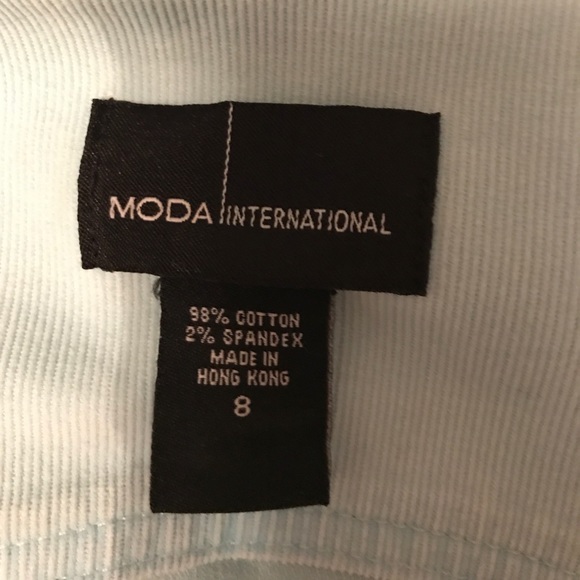 MODA INTERNATIONAL
98% COTTON
2% SPANDEX
MADE IN
HONG KONG
8